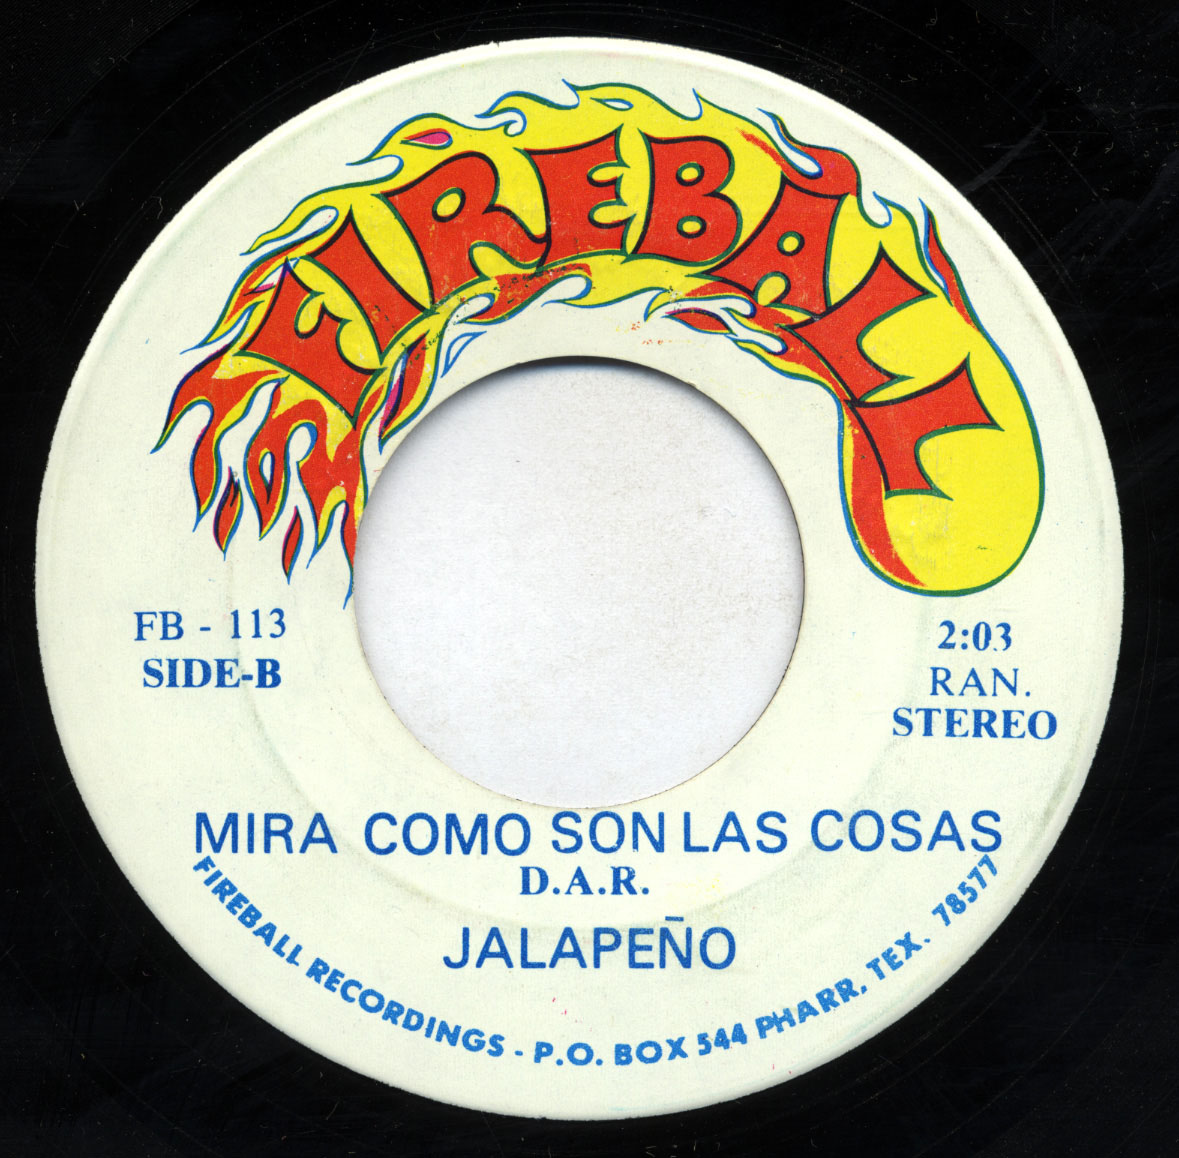 FIREBALL
FB - 113
SIDE-B
2:03
RAN.
STEREO
MIRA COMO SON LAS COSAS
D.A.R.
JALAPEÑO
FIREBALL RECORDINGS - P.O. BOX 544 PHARR, TEX. 78577